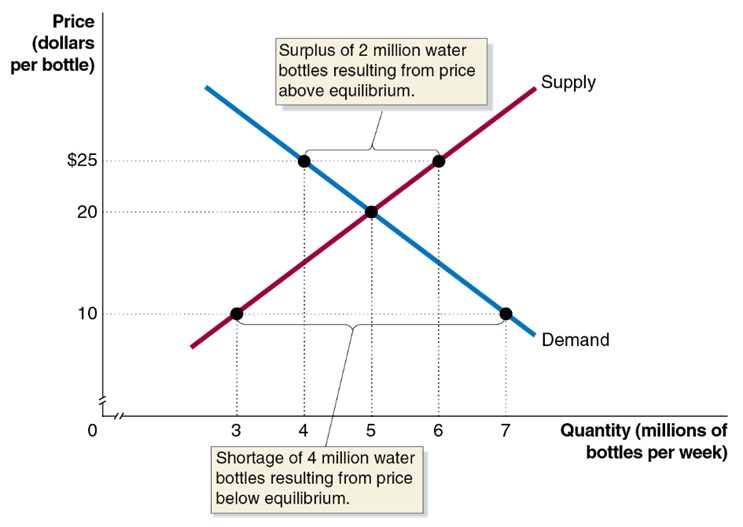 Price
(dollars
per bottle)
Surplus of 2 million water
bottles resulting from price
above equilibrium.
Supply
$25
20
10
Demand
0
3
4
5
6
7
Quantity (millions of
bottles per week)
Shortage of 4 million water
bottles resulting from price
below equilibrium.